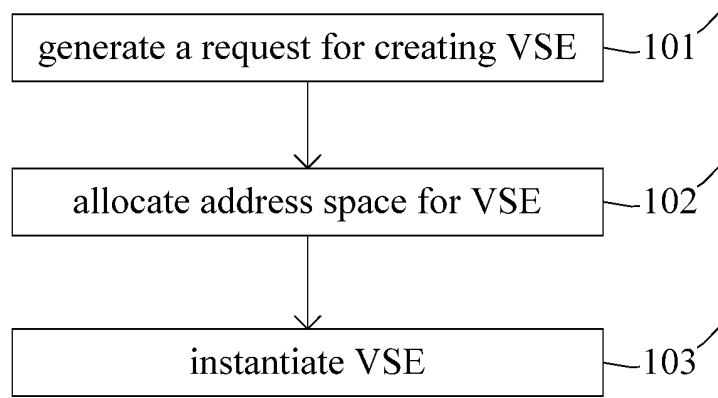 generate a request for creating VSE 101
allocate address space for VSE 102
instantiate VSE 103